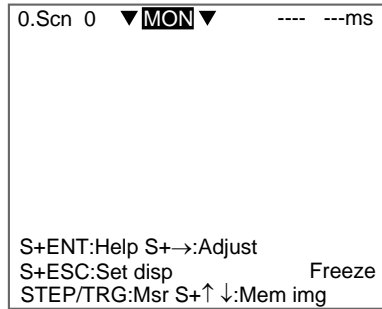 0.Scn 0 ▼MON▼ ---- ---ms
S+ENT:Help S+→:Adjust
S+ESC:Set disp Freeze
STEP/TRG:Msr S+↑↓:Mem img